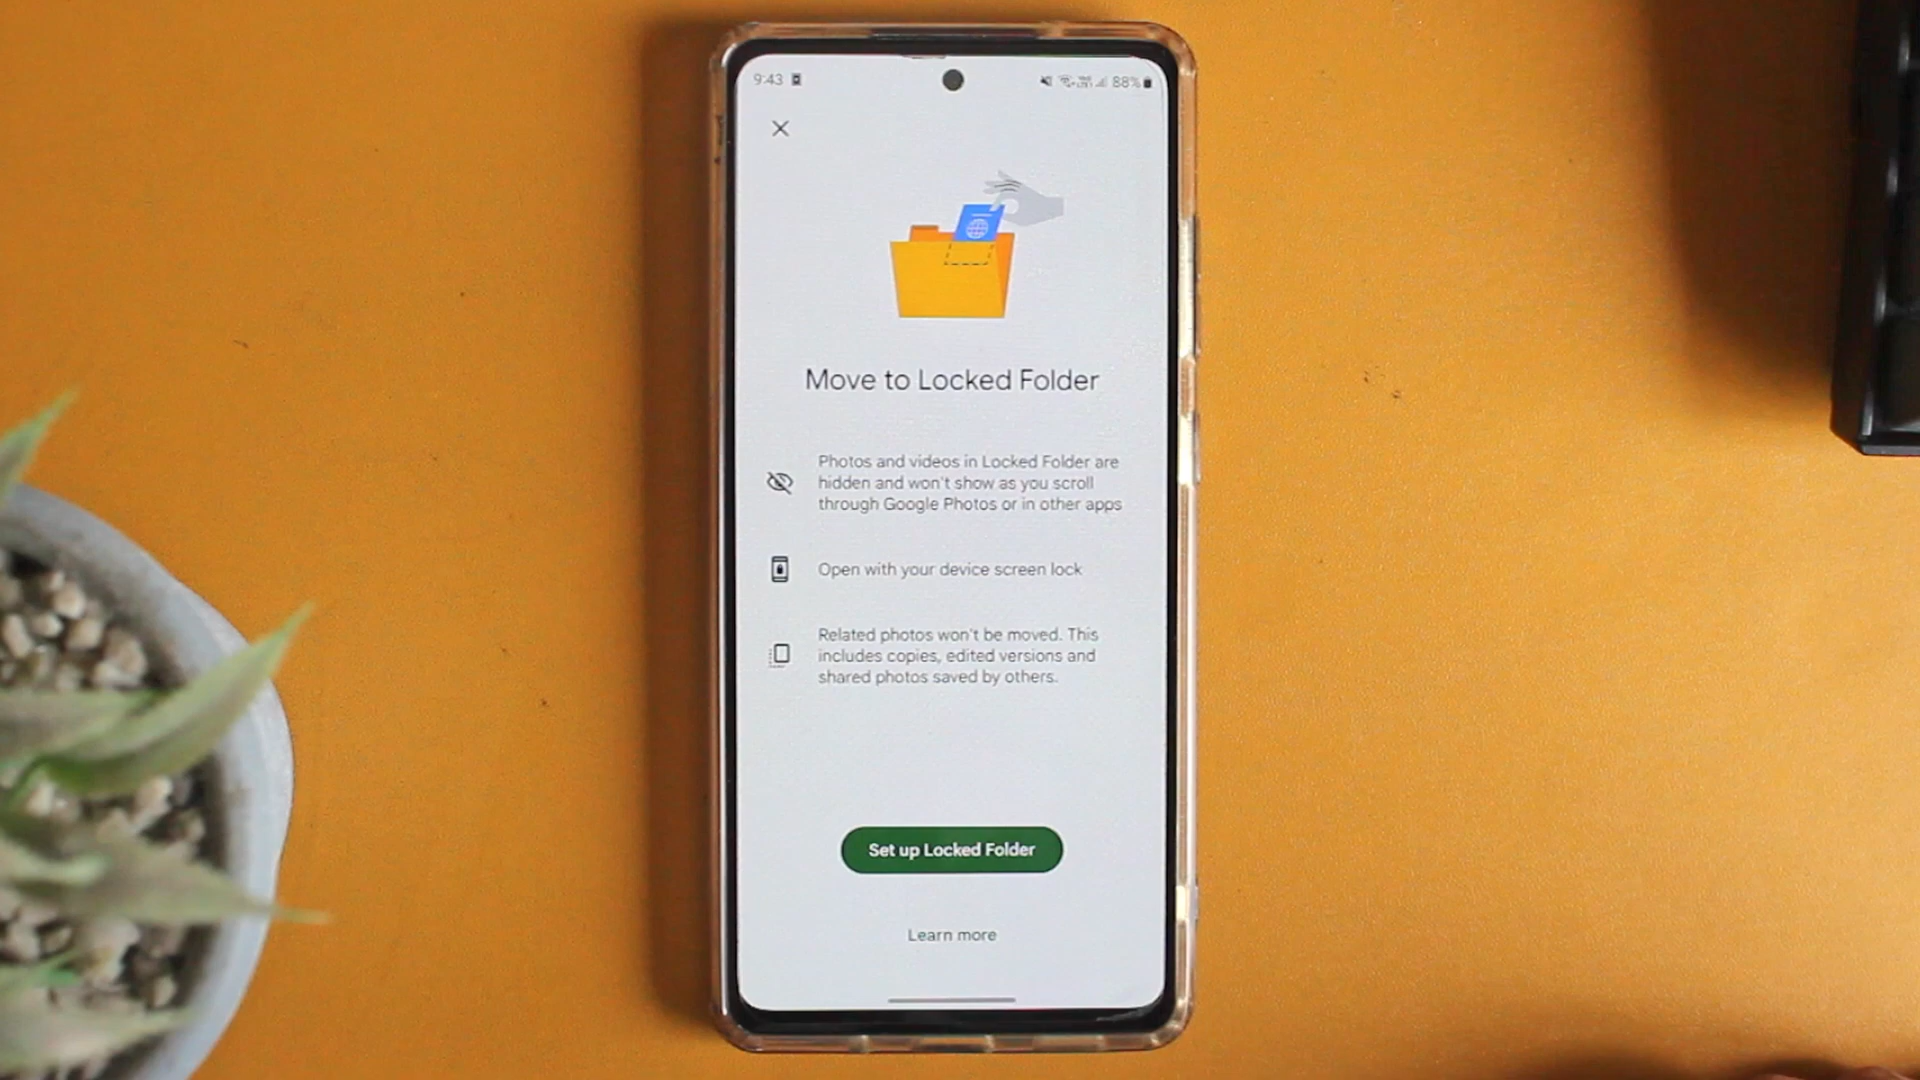 9:43
88%
Move to Locked Folder
Photos and videos in Locked Folder are
hidden and won't show as you scroll
through Google Photos or in other apps
Open with your device screen lock
Related photos won't be moved. This
includes copies, edited versions and
shared photos saved by others.
Set up Locked Folder
Learn more